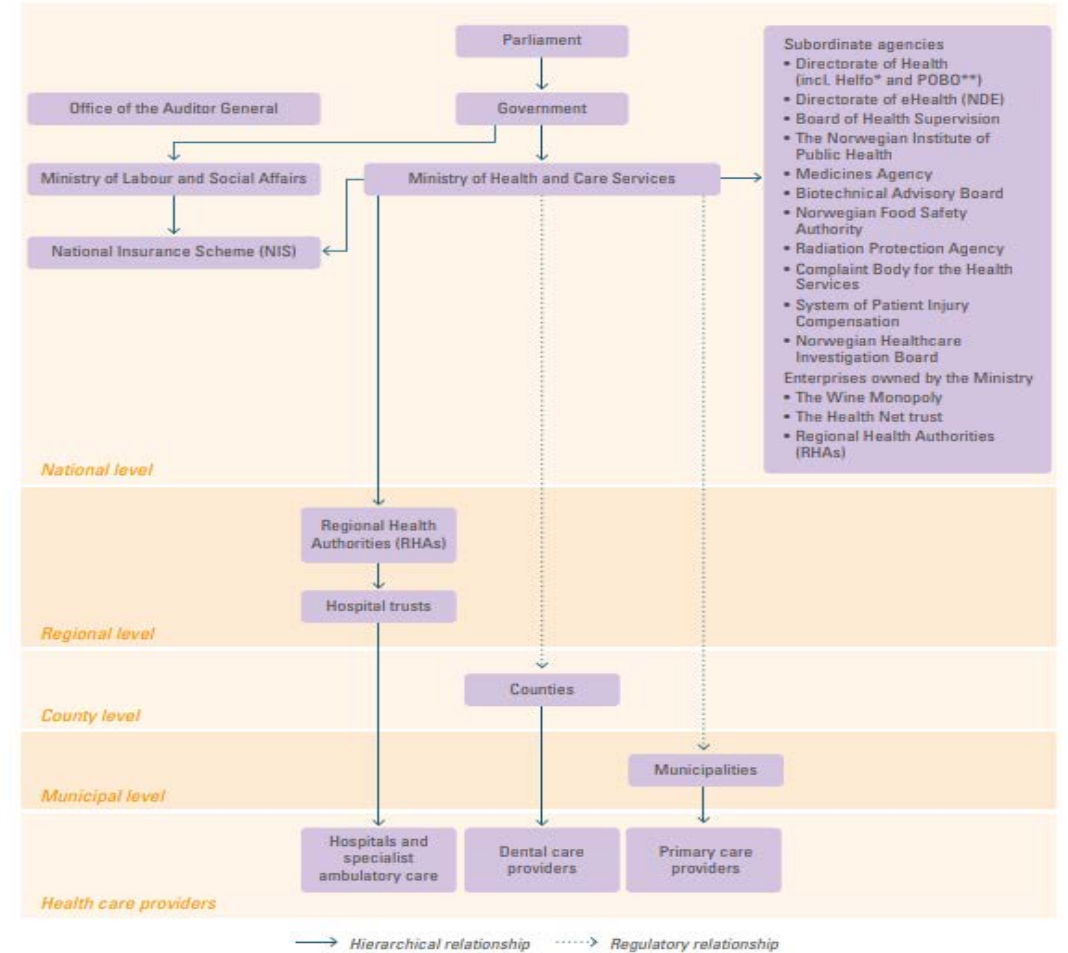 Parliament
Office of the Auditor General
Government
Ministry of Labour and Social Affairs
Ministry of Health and Care Services
National Insurance Scheme (NIS)
Subordinate agencies
• Directorate of Health
(incl. Helfo* and POBO**)
• Directorate of eHealth (NDE)
• Board of Health Supervision
• The Norwegian Institute of
Public Health
• Medicines Agency
• Biotechnical Advisory Board
• Norwegian Food Safety
Authority
• Radiation Protection Agency
• Complaint Body for the Health
Services
• System of Patient Injury
Compensation
• Norwegian Healthcare
Investigation Board
Enterprises owned by the Ministry
• The Wine Monopoly
• The Health Net trust
• Regional Health Authorities
(RHAs)
National level
Regional Health
Authorities (RHAs)
Hospital trusts
Regional level
Counties
County level
Municipalities
Municipal level
Hospitals and
specialist
ambulatory care
Dental care
providers
Primary care
providers
Health care providers
Hierarchical relationship
Regulatory relationship